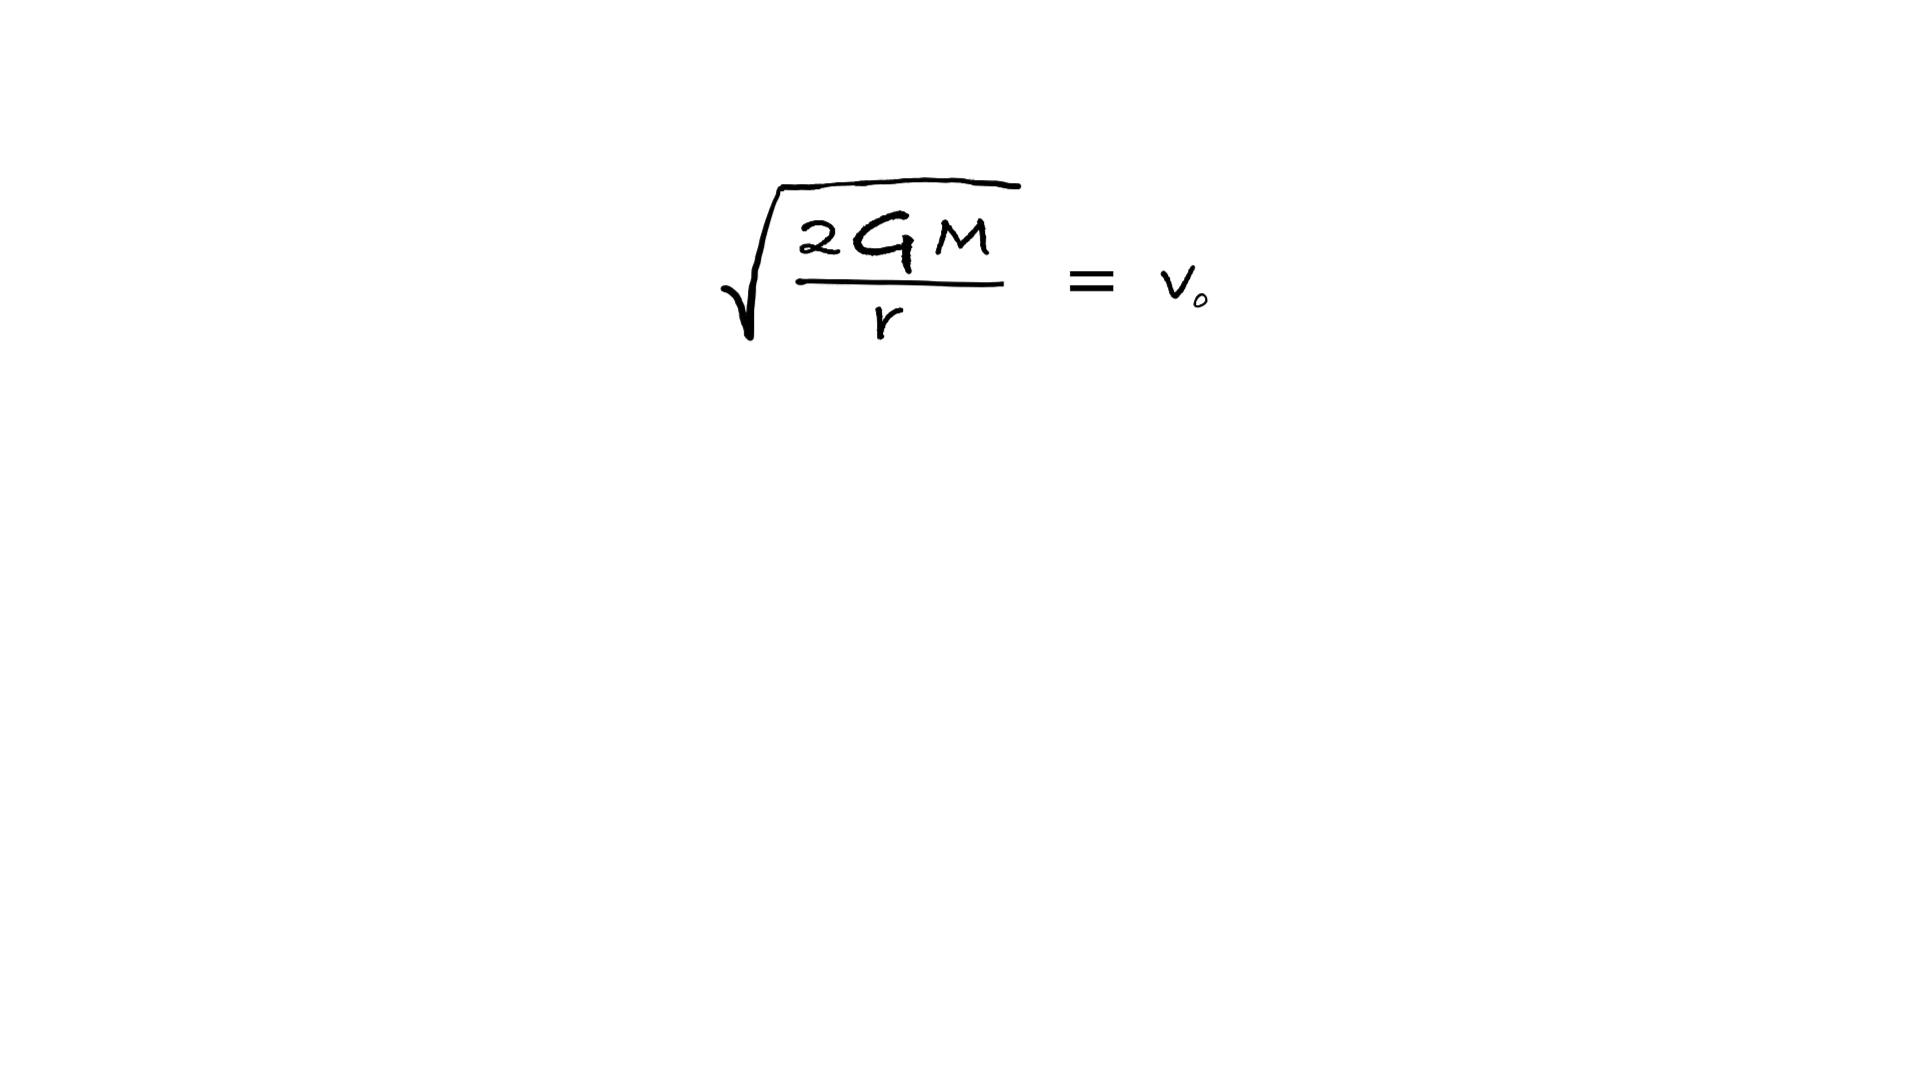 √(2GM/r) = v₀